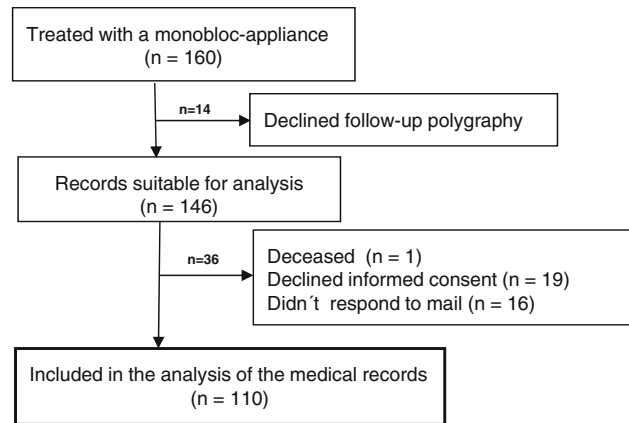 Treated with a monobloc-appliance
(n = 160)
n=14
Declined follow-up polygraphy
Records suitable for analysis
(n = 146)
n=36
Deceased  (n = 1)
Declined informed consent (n = 19)
Didn´t  respond to mail (n = 16)
Included in the analysis of the medical records
(n = 110)